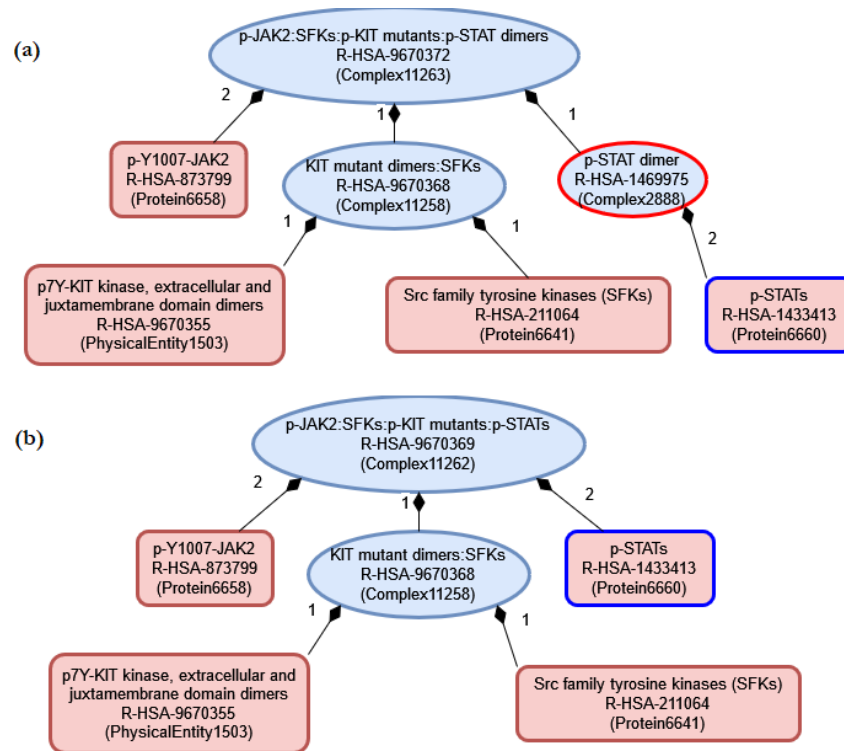 (a)
p-JAK2:SFKs:p-KIT mutants:p-STAT dimers
R-HSA-9670372
(Complex11263)
2
1
1
p-Y1007-JAK2
R-HSA-873799
(Protein6658)
KIT mutant dimers:SFKs
R-HSA-9670368
(Complex11258)
p-STAT dimer
R-HSA-1469975
(Complex2888)
1
1
2
p7Y-KIT kinase, extracellular and
juxtamembrane domain dimers
R-HSA-9670355
(PhysicalEntity1503)
Src family tyrosine kinases (SFKs)
R-HSA-211064
(Protein6641)
p-STATs
R-HSA-1433413
(Protein6660)
(b)
p-JAK2:SFKs:p-KIT mutants:p-STATs
R-HSA-9670369
(Complex11262)
2
1
2
p-Y1007-JAK2
R-HSA-873799
(Protein6658)
KIT mutant dimers:SFKs
R-HSA-9670368
(Complex11258)
p-STATs
R-HSA-1433413
(Protein6660)
1
1
p7Y-KIT kinase, extracellular and
juxtamembrane domain dimers
R-HSA-9670355
(PhysicalEntity1503)
Src family tyrosine kinases (SFKs)
R-HSA-211064
(Protein6641)